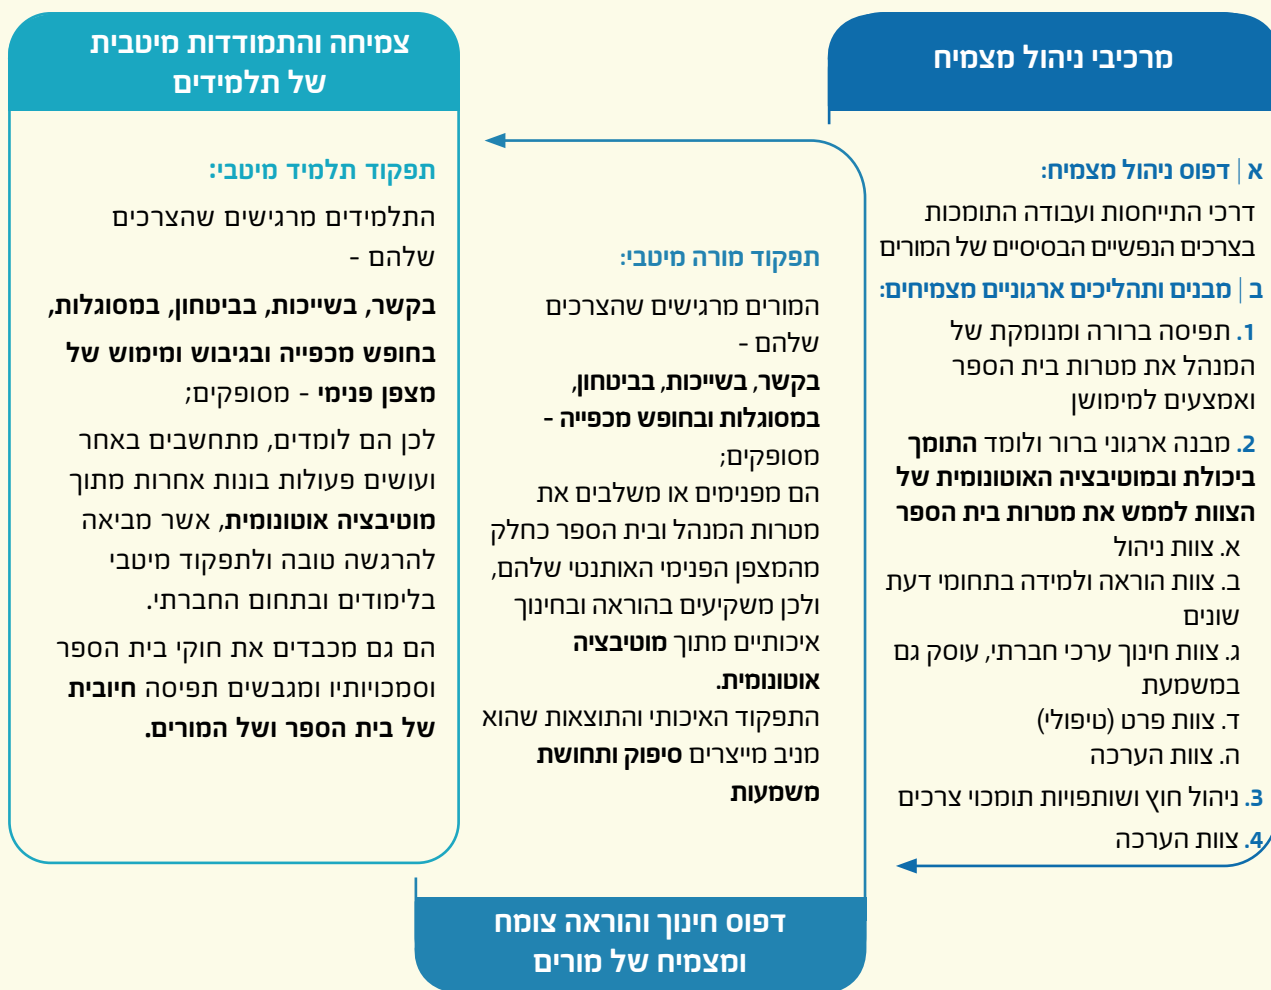 מרכיבי ניהול מצמיח
א | דפוס ניהול מצמיח:
דרכי התייחסות ועבודה התומכות
בצרכים הנפשיים הבסיסיים של המורים
ב | מבנים ותהליכים ארגוניים מצמיחים:
1. תפיסה ברורה ומנומקת של
המנהל את מטרות בית הספר
ואמצעים למימושן
2. מבנה ארגוני ברור ולומד התומך
ביכולת ובמוטיבציה האוטונומית של
הצוות לממש את מטרות בית הספר
א. צוות ניהול
ב. צוות הוראה ולמידה בתחומי דעת
שונים
ג. צוות חינוך ערכי חברתי, עוסק גם
במשמעת
ד. צוות פרט (טיפולי)
ה. צוות הערכה
3. ניהול חוץ ושותפויות תומכוי צרכים
4. צוות הערכה
תפקוד מורה מיטבי:
המורים מרגישים שהצרכים
שלהם -
בקשר, בשייכות, בביטחון,
במסוגלות ובחופש מכפייה -
מסופקים;
הם מפנימים או משלבים את
מטרות המנהל ובית הספר כחלק
מהמצפן הפנימי האותנטי שלהם,
ולכן משקיעים בהוראה ובחינוך
איכותיים מתוך מוטיבציה
אוטונומית.
התפקוד האיכותי והתוצאות שהוא
מניב מייצרים סיפוק ותחושת
משמעות
דפוס חינוך והוראה צומח
ומצמיח של מורים
צמיחה והתמודדות מיטבית
של תלמידים
תפקוד תלמיד מיטבי:
התלמידים מרגישים שהצרכים
שלהם -
בקשר, בשייכות, בביטחון, במסוגלות,
בחופש מכפייה ובגיבוש ומימוש של
מצפן פנימי - מסופקים;
לכן הם לומדים, מתחשבים באחר
ועושים פעולות בונות אחרות מתוך
מוטיבציה אוטונומית, אשר מביאה
להרגשה טובה ולתפקוד מיטבי
בלימודים ובתחום החברתי.
הם גם מכבדים את חוקי בית הספר
וסמכויותיו ומגבשים תפיסה חיובית
של בית הספר ושל המורים.